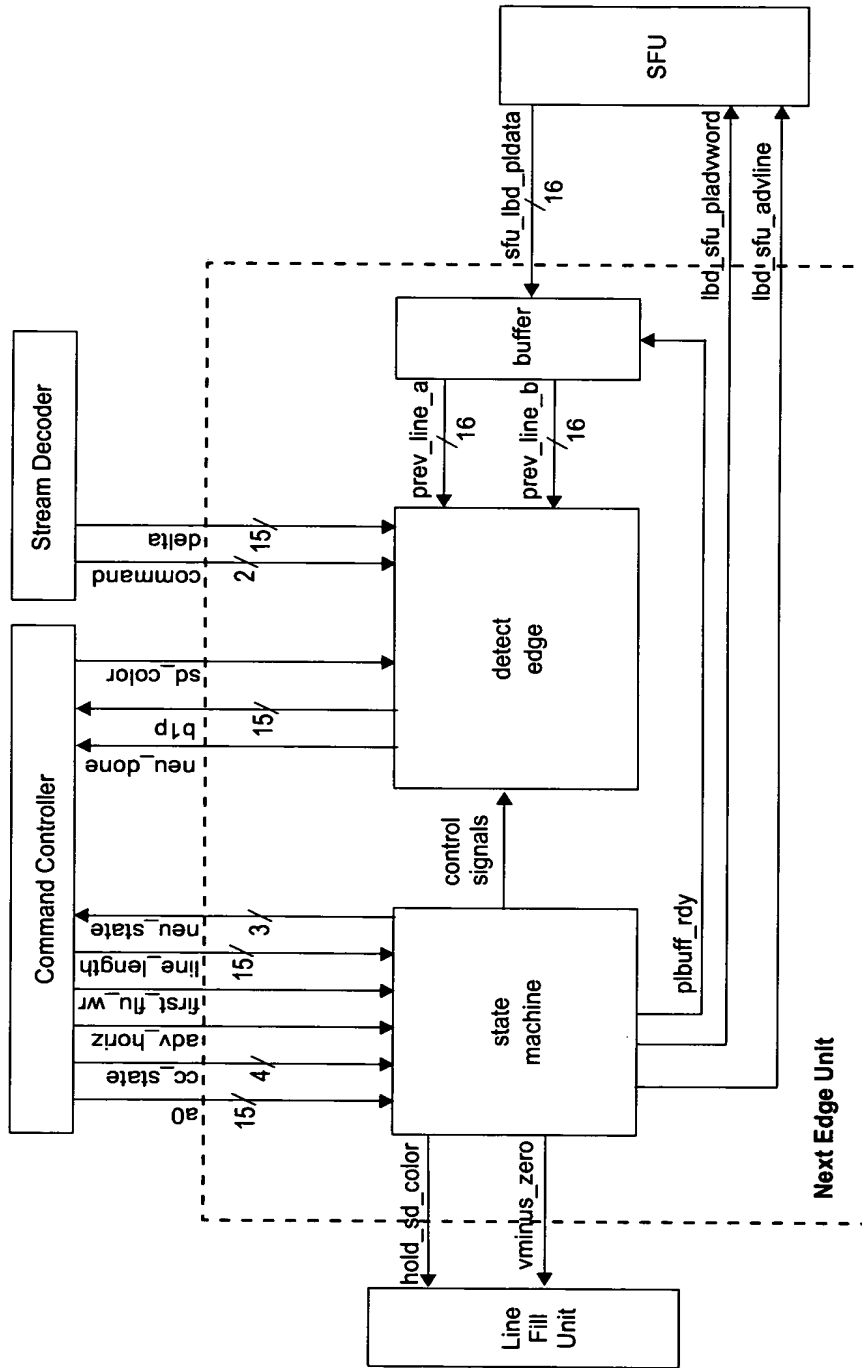 Command Controller
Stream Decoder
a0
15
cc_state
4
adv_horiz
first_flu_wr
line_length
15
neu_state
3
neu_done
b1p
15
sd_color
command
2
delta
15
hold_sd_color
vminus_zero
Line
Fill
Unit
state
machine
control
signals
detect
edge
prev_line_a
16
prev_line_b
16
buffer
sfu_lbd_pldata
16
SFU
lbd_sfu_pladvword
lbd_sfu_advline
plbuff_rdy
Next Edge Unit